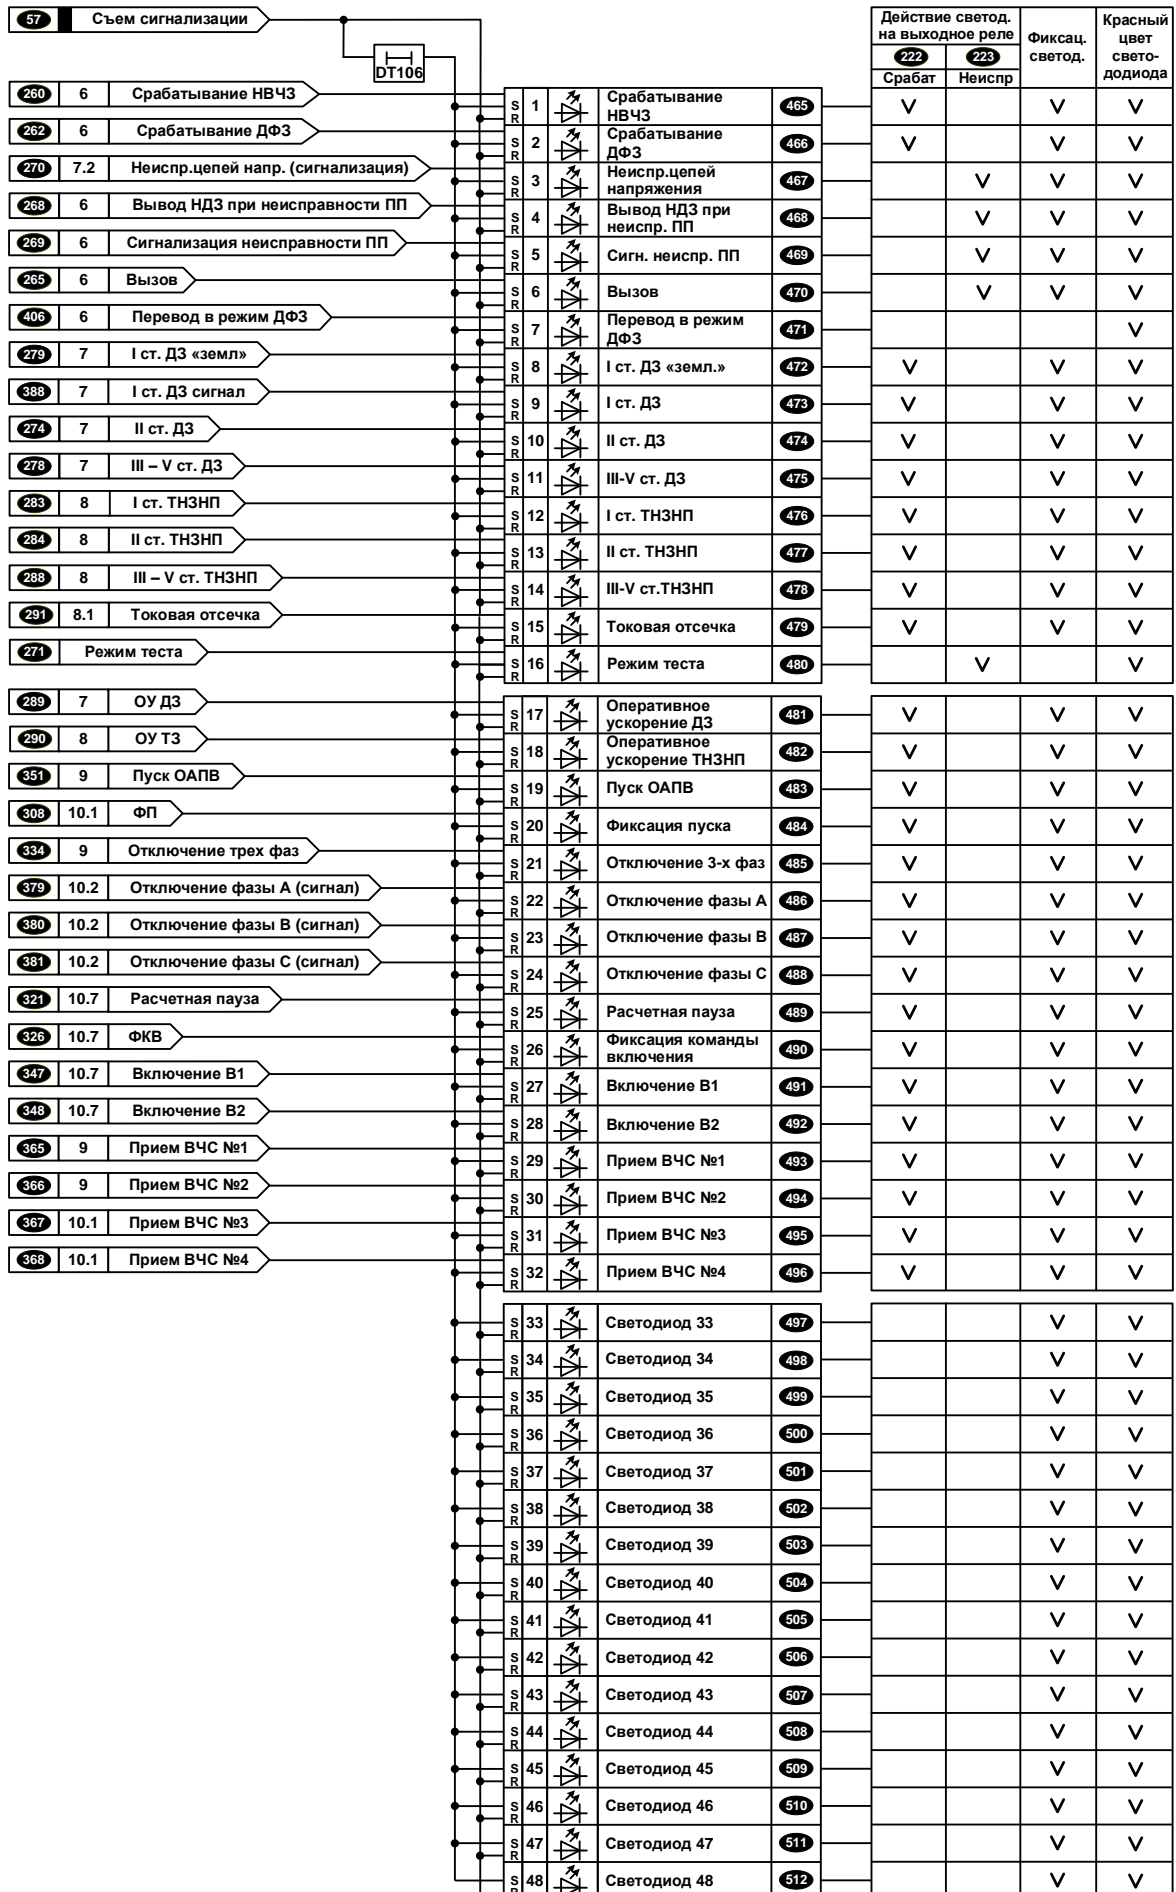 57 Съем сигнализации
DT106
Действие светод.
на выходное реле
222 Срабат
223 Неиспр
Фиксац.
светод.
Красный
цвет
свето-
додиода
260 6 Срабатывание НВЧЗ
262 6 Срабатывание ДФЗ
270 7.2 Неиспр.цепей напр. (сигнализация)
268 6 Вывод НДЗ при неисправности ПП
269 6 Сигнализация неисправности ПП
265 6 Вызов
406 6 Перевод в режим ДФЗ
279 7 I ст. ДЗ «земл»
388 7 I ст. ДЗ сигнал
274 7 II ст. ДЗ
278 7 III – V ст. ДЗ
283 8 I ст. ТНЗНП
284 8 II ст. ТНЗНП
288 8 III – V ст. ТНЗНП
291 8.1 Токовая отсечка
271 Режим теста
289 7 ОУ ДЗ
290 8 ОУ ТЗ
351 9 Пуск ОАПВ
308 10.1 ФП
334 9 Отключение трех фаз
379 10.2 Отключение фазы А (сигнал)
380 10.2 Отключение фазы В (сигнал)
381 10.2 Отключение фазы С (сигнал)
321 10.7 Расчетная пауза
326 10.7 ФКВ
347 10.7 Включение В1
348 10.7 Включение В2
365 9 Прием ВЧС №1
366 9 Прием ВЧС №2
367 10.1 Прием ВЧС №3
368 10.1 Прием ВЧС №4
S R 1 Срабатывание
НВЧЗ 465 V V V
S R 2 Срабатывание
ДФЗ 466 V V V
S R 3 Неиспр.цепей
напряжения 467 V V V
S R 4 Вывод НДЗ при
неиспр. ПП 468 V V V
S R 5 Сигн. неиспр. ПП 469 V V V
S R 6 Вызов 470 V V V
S R 7 Перевод в режим
ДФЗ 471 V
S R 8 I ст. ДЗ «земл.» 472 V V V
S R 9 I ст. ДЗ 473 V V V
S R 10 II ст. ДЗ 474 V V V
S R 11 III-V ст. ДЗ 475 V V V
S R 12 I ст. ТНЗНП 476 V V V
S R 13 II ст. ТНЗНП 477 V V V
S R 14 III-V ст.ТНЗНП 478 V V V
S R 15 Токовая отсечка 479 V V V
S R 16 Режим теста 480 V V
S R 17 Оперативное
ускорение ДЗ 481 V V V
S R 18 Оперативное
ускорение ТНЗНП 482 V V V
S R 19 Пуск ОАПВ 483 V V V
S R 20 Фиксация пуска 484 V V V
S R 21 Отключение 3-х фаз 485 V V V
S R 22 Отключение фазы А 486 V V V
S R 23 Отключение фазы В 487 V V V
S R 24 Отключение фазы С 488 V V V
S R 25 Расчетная пауза 489 V V V
S R 26 Фиксация команды
включения 490 V V V
S R 27 Включение В1 491 V V V
S R 28 Включение В2 492 V V V
S R 29 Прием ВЧС №1 493 V V V
S R 30 Прием ВЧС №2 494 V V V
S R 31 Прием ВЧС №3 495 V V V
S R 32 Прием ВЧС №4 496 V V V
S R 33 Светодиод 33 497 V V
S R 34 Светодиод 34 498 V V
S R 35 Светодиод 35 499 V V
S R 36 Светодиод 36 500 V V
S R 37 Светодиод 37 501 V V
S R 38 Светодиод 38 502 V V
S R 39 Светодиод 39 503 V V
S R 40 Светодиод 40 504 V V
S R 41 Светодиод 41 505 V V
S R 42 Светодиод 42 506 V V
S R 43 Светодиод 43 507 V V
S R 44 Светодиод 44 508 V V
S R 45 Светодиод 45 509 V V
S R 46 Светодиод 46 510 V V
S R 47 Светодиод 47 511 V V
S R 48 Светодиод 48 512 V V